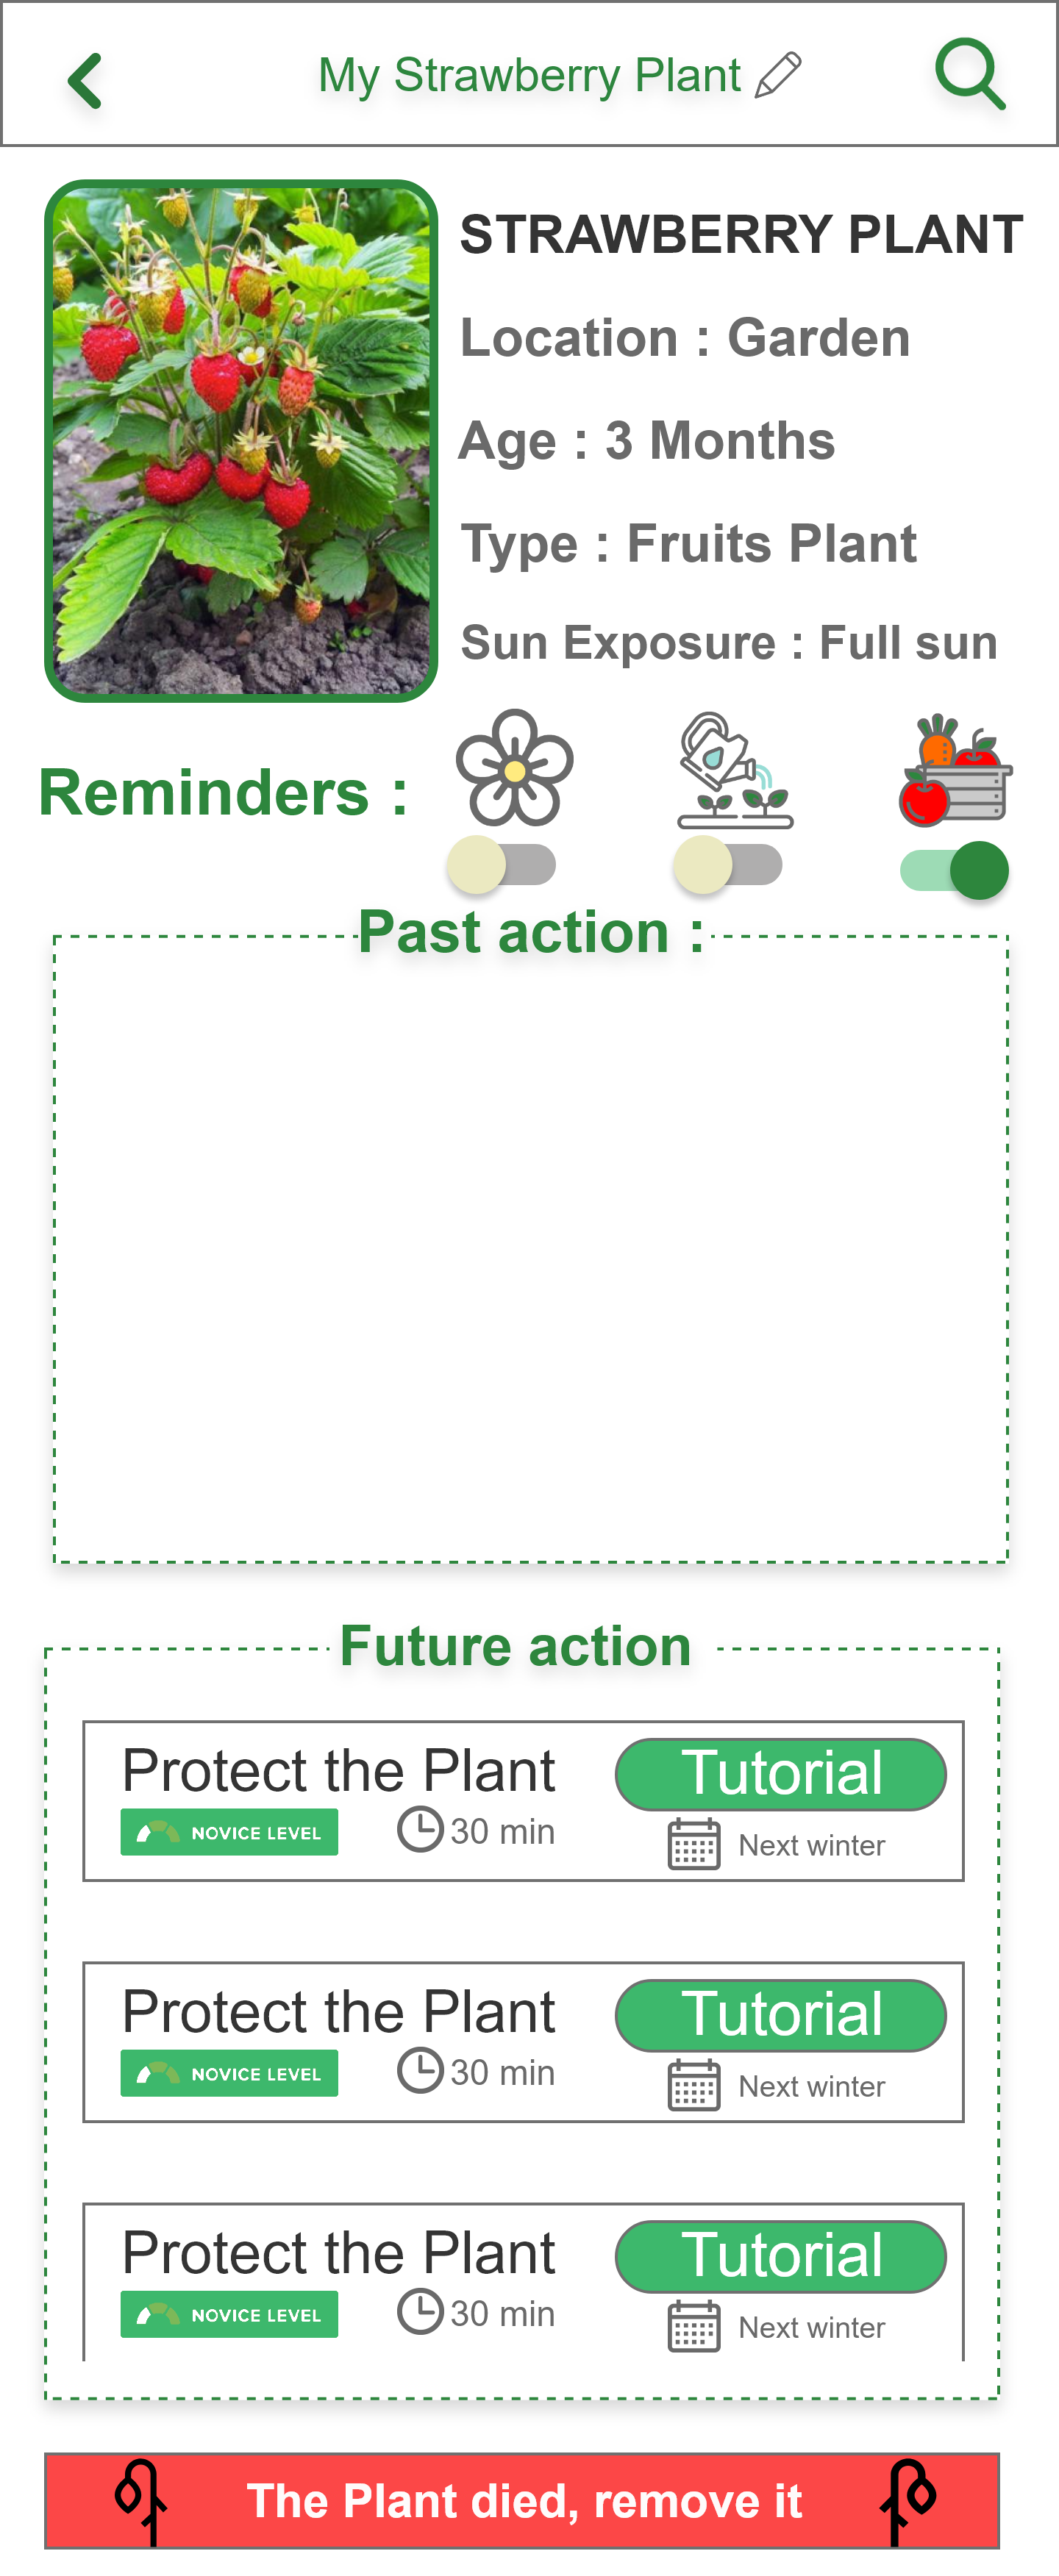 My Strawberry Plant
STRAWBERRY PLANT
Location : Garden
Age : 3 Months
Type : Fruits Plant
Sun Exposure : Full sun
Reminders :
Past action :
Future action
Protect the Plant
Tutorial
NOVICE LEVEL
30 min
Next winter
Protect the Plant
Tutorial
NOVICE LEVEL
30 min
Next winter
Protect the Plant
Tutorial
NOVICE LEVEL
30 min
Next winter
The Plant died, remove it